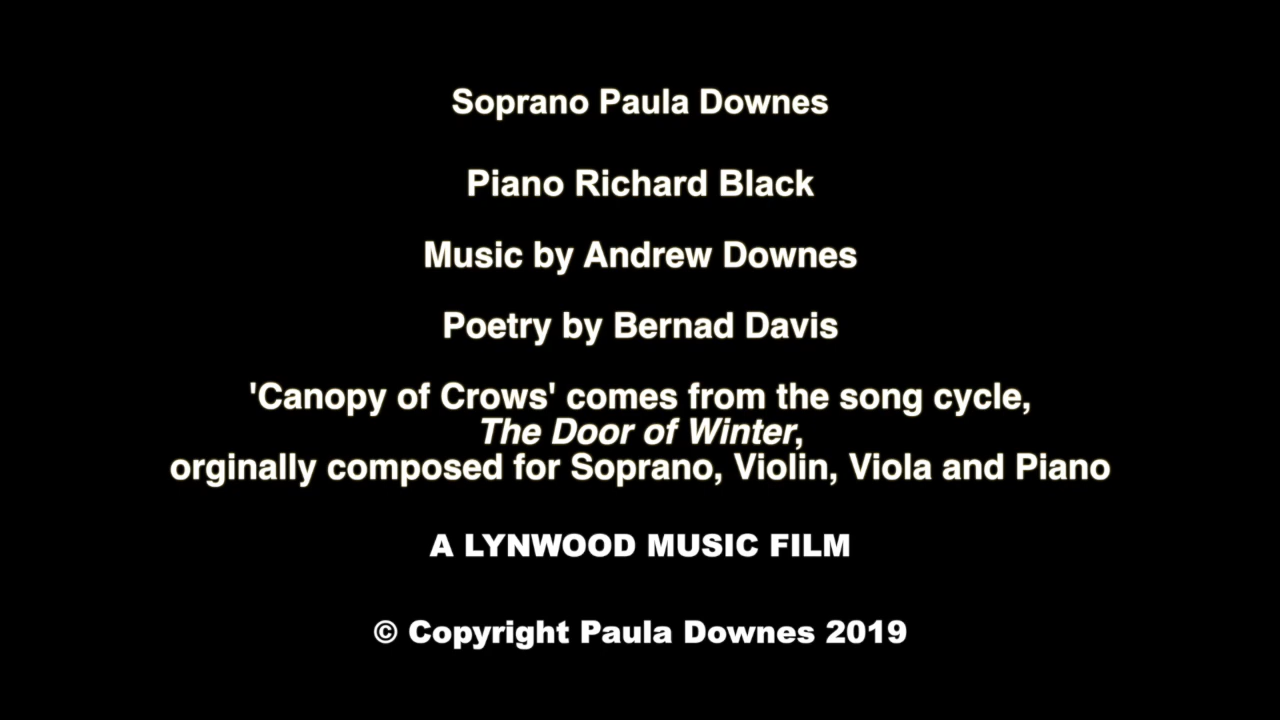 Soprano Paula Downes
Piano Richard Black
Music by Andrew Downes
Poetry by Bernad Davis
'Canopy of Crows' comes from the song cycle,
The Door of Winter,
orginally composed for Soprano, Violin, Viola and Piano
A LYNWOOD MUSIC FILM
© Copyright Paula Downes 2019